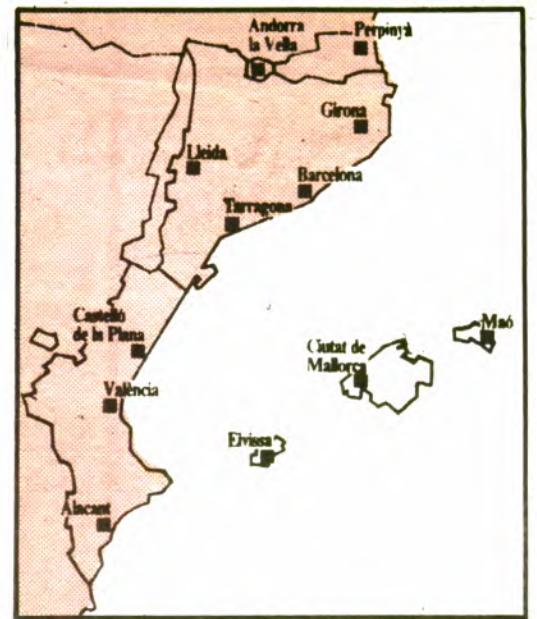 Andorra
la Vella
Perpinyà
Girona
Lleida
Barcelona
Tarragona
Castelló
de la Plana
Maó
Ciutat de
Mallorca
València
Eivissa
Alacant